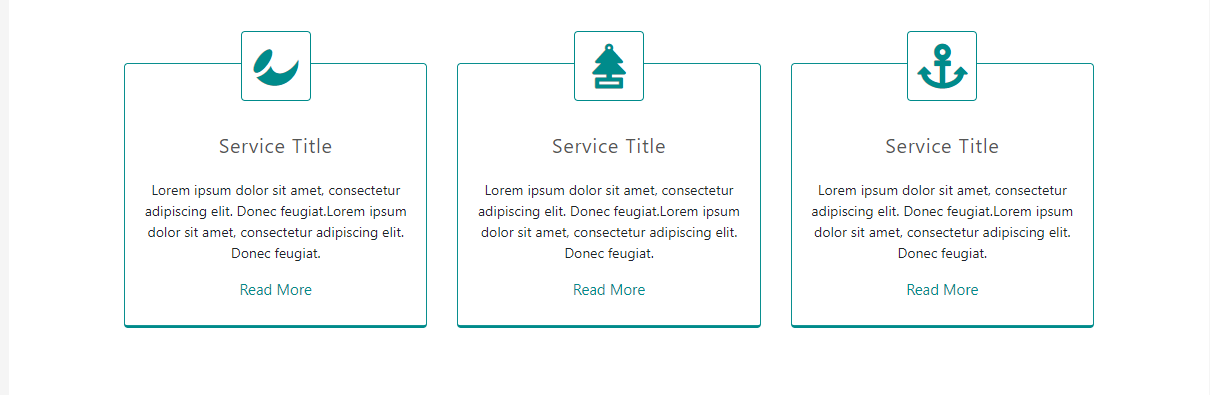 Service Title
Lorem ipsum dolor sit amet, consectetur
adipiscing elit. Donec feugiat.Lorem ipsum
dolor sit amet, consectetur adipiscing elit.
Donec feugiat.
Read More
Service Title
Lorem ipsum dolor sit amet, consectetur
adipiscing elit. Donec feugiat.Lorem ipsum
dolor sit amet, consectetur adipiscing elit.
Donec feugiat.
Read More
Service Title
Lorem ipsum dolor sit amet, consectetur
adipiscing elit. Donec feugiat.Lorem ipsum
dolor sit amet, consectetur adipiscing elit.
Donec feugiat.
Read More